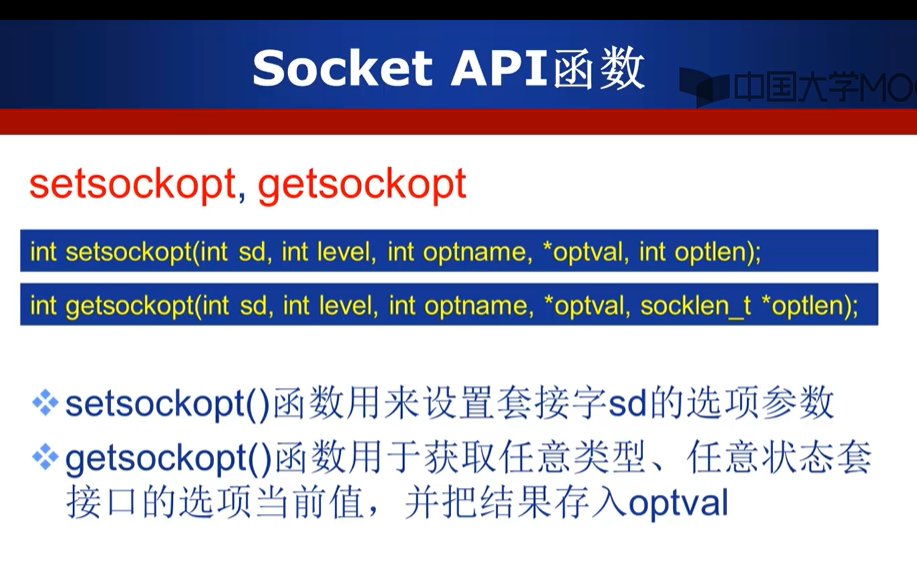 Socket API函数
中国大学MO
setsockopt, getsockopt
int setsockopt(int sd, int level, int optname, *optval, int optlen);
int getsockopt(int sd, int level, int optname, *optval, socklen_t *optlen);
setsockopt()函数用来设置套接字sd的选项参数
getsockopt()函数用于获取任意类型、任意状态套
接口的选项当前值，并把结果存入optval